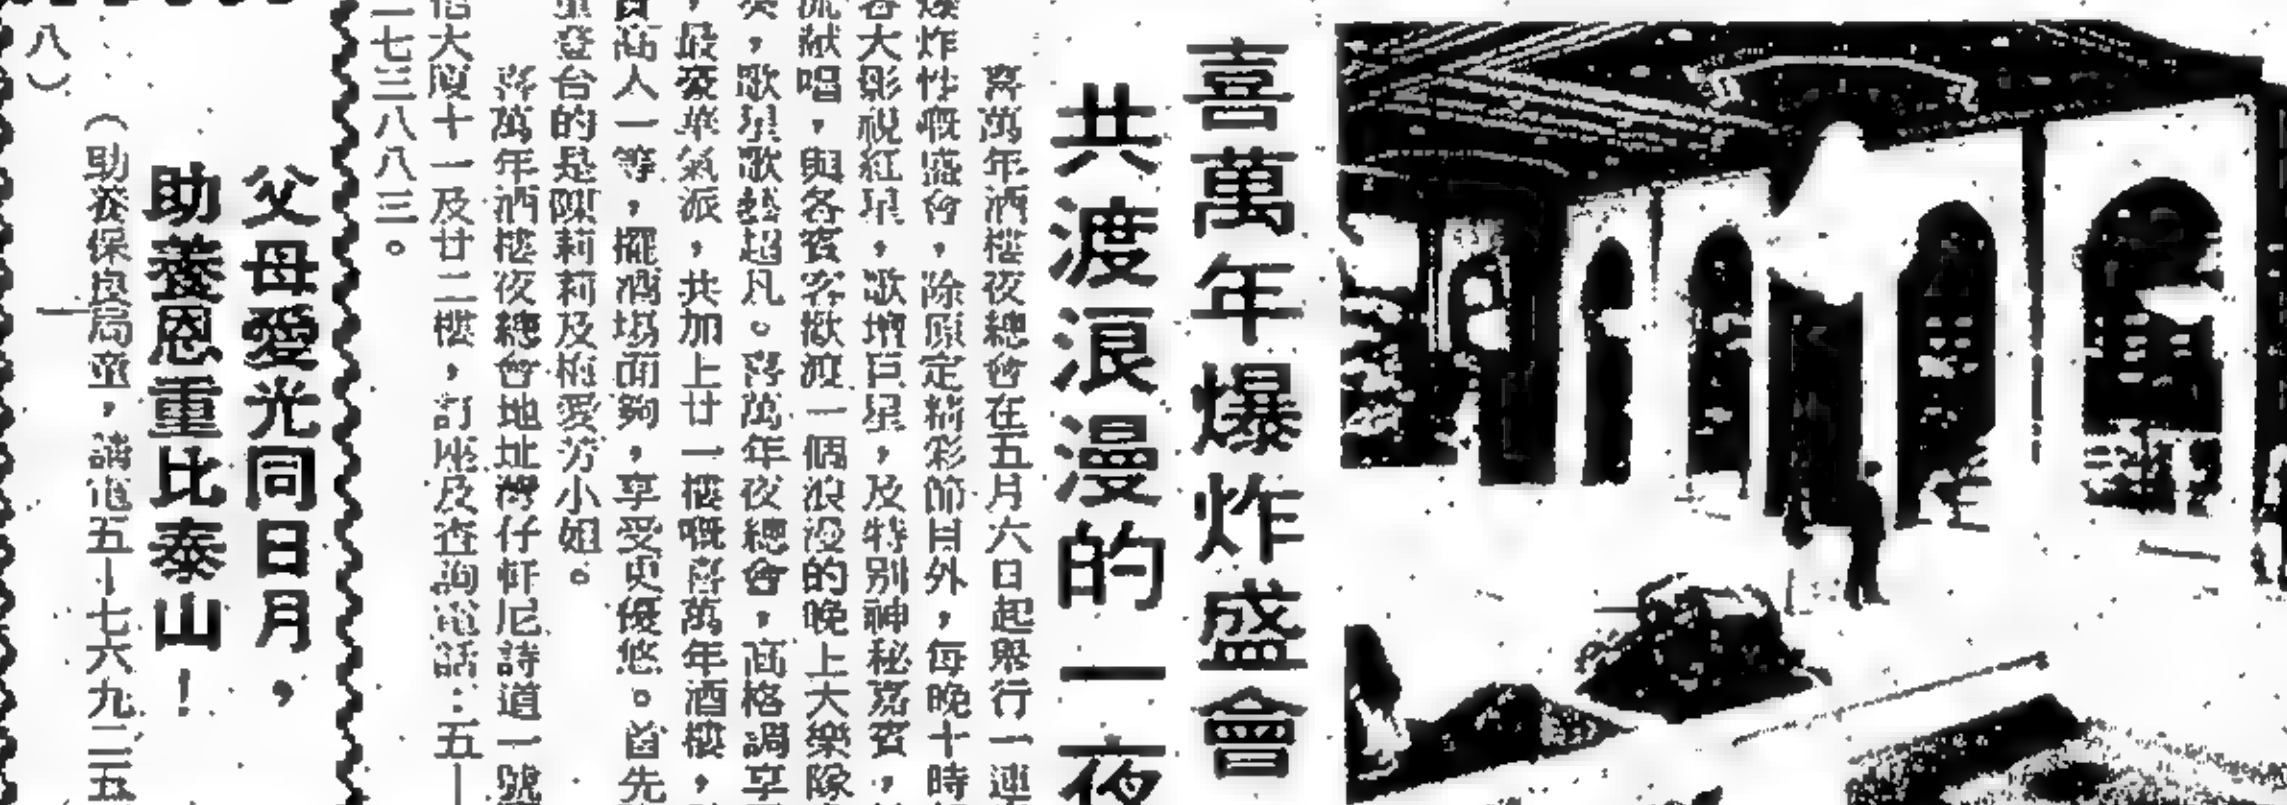 喜萬年爆炸盛會
共渡浪漫的一夜
喜萬年酒樓夜總會在五月六日起舉行一連
爆炸性嘅盛會，除原定精彩節目外，每晚十時
各大影視紅星，歌壇巨星，及特別神秘嘉賓，
流献唱，與各賓客歡渡一個浪漫的晚上大樂隊
奏，歌星歌藝超凡。喜萬年夜總會，高格調享
，最豪華氣派，共加上廿一樓嘅喜萬年酒樓，
高人一等，擺酒塲面夠，享受更優悠。首先
登台的是陳莉莉及梅愛芳小姐。
喜萬年酒樓夜總會地址灣仔軒尼詩道一號
大廈十一及廿二樓，訂座及查詢電話：五—
一七三八八三。
父母愛光同日月，
助養恩重比泰山！
（助養保良局童，請電五—七六九二五
八）